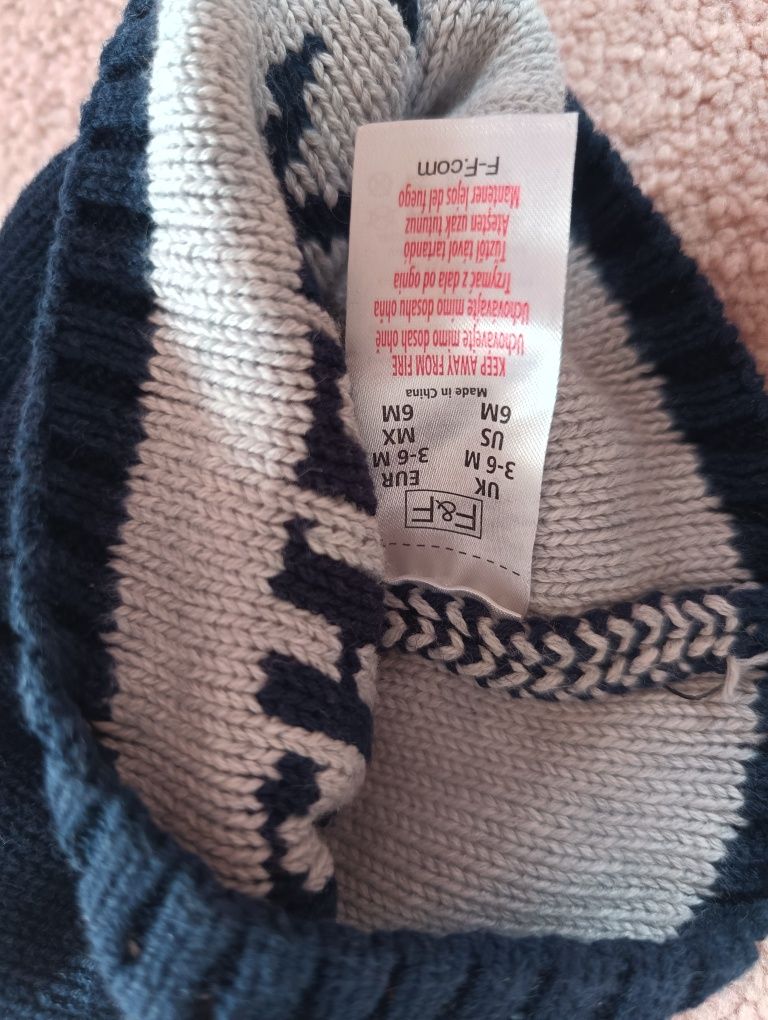 F&F
UK EUR
3-6 M 3-6 M
US MX
6M 6M
Made in China
KEEP AWAY FROM FIRE
Uchovavejte mimo dosah ohně
Uchovavajte mimo dosahu ohňa
Trzymać z dala od ognia
Tűztől távol tartandó
Ateşten uzak tutunuz
Mantener lejos del fuego
F-F.com